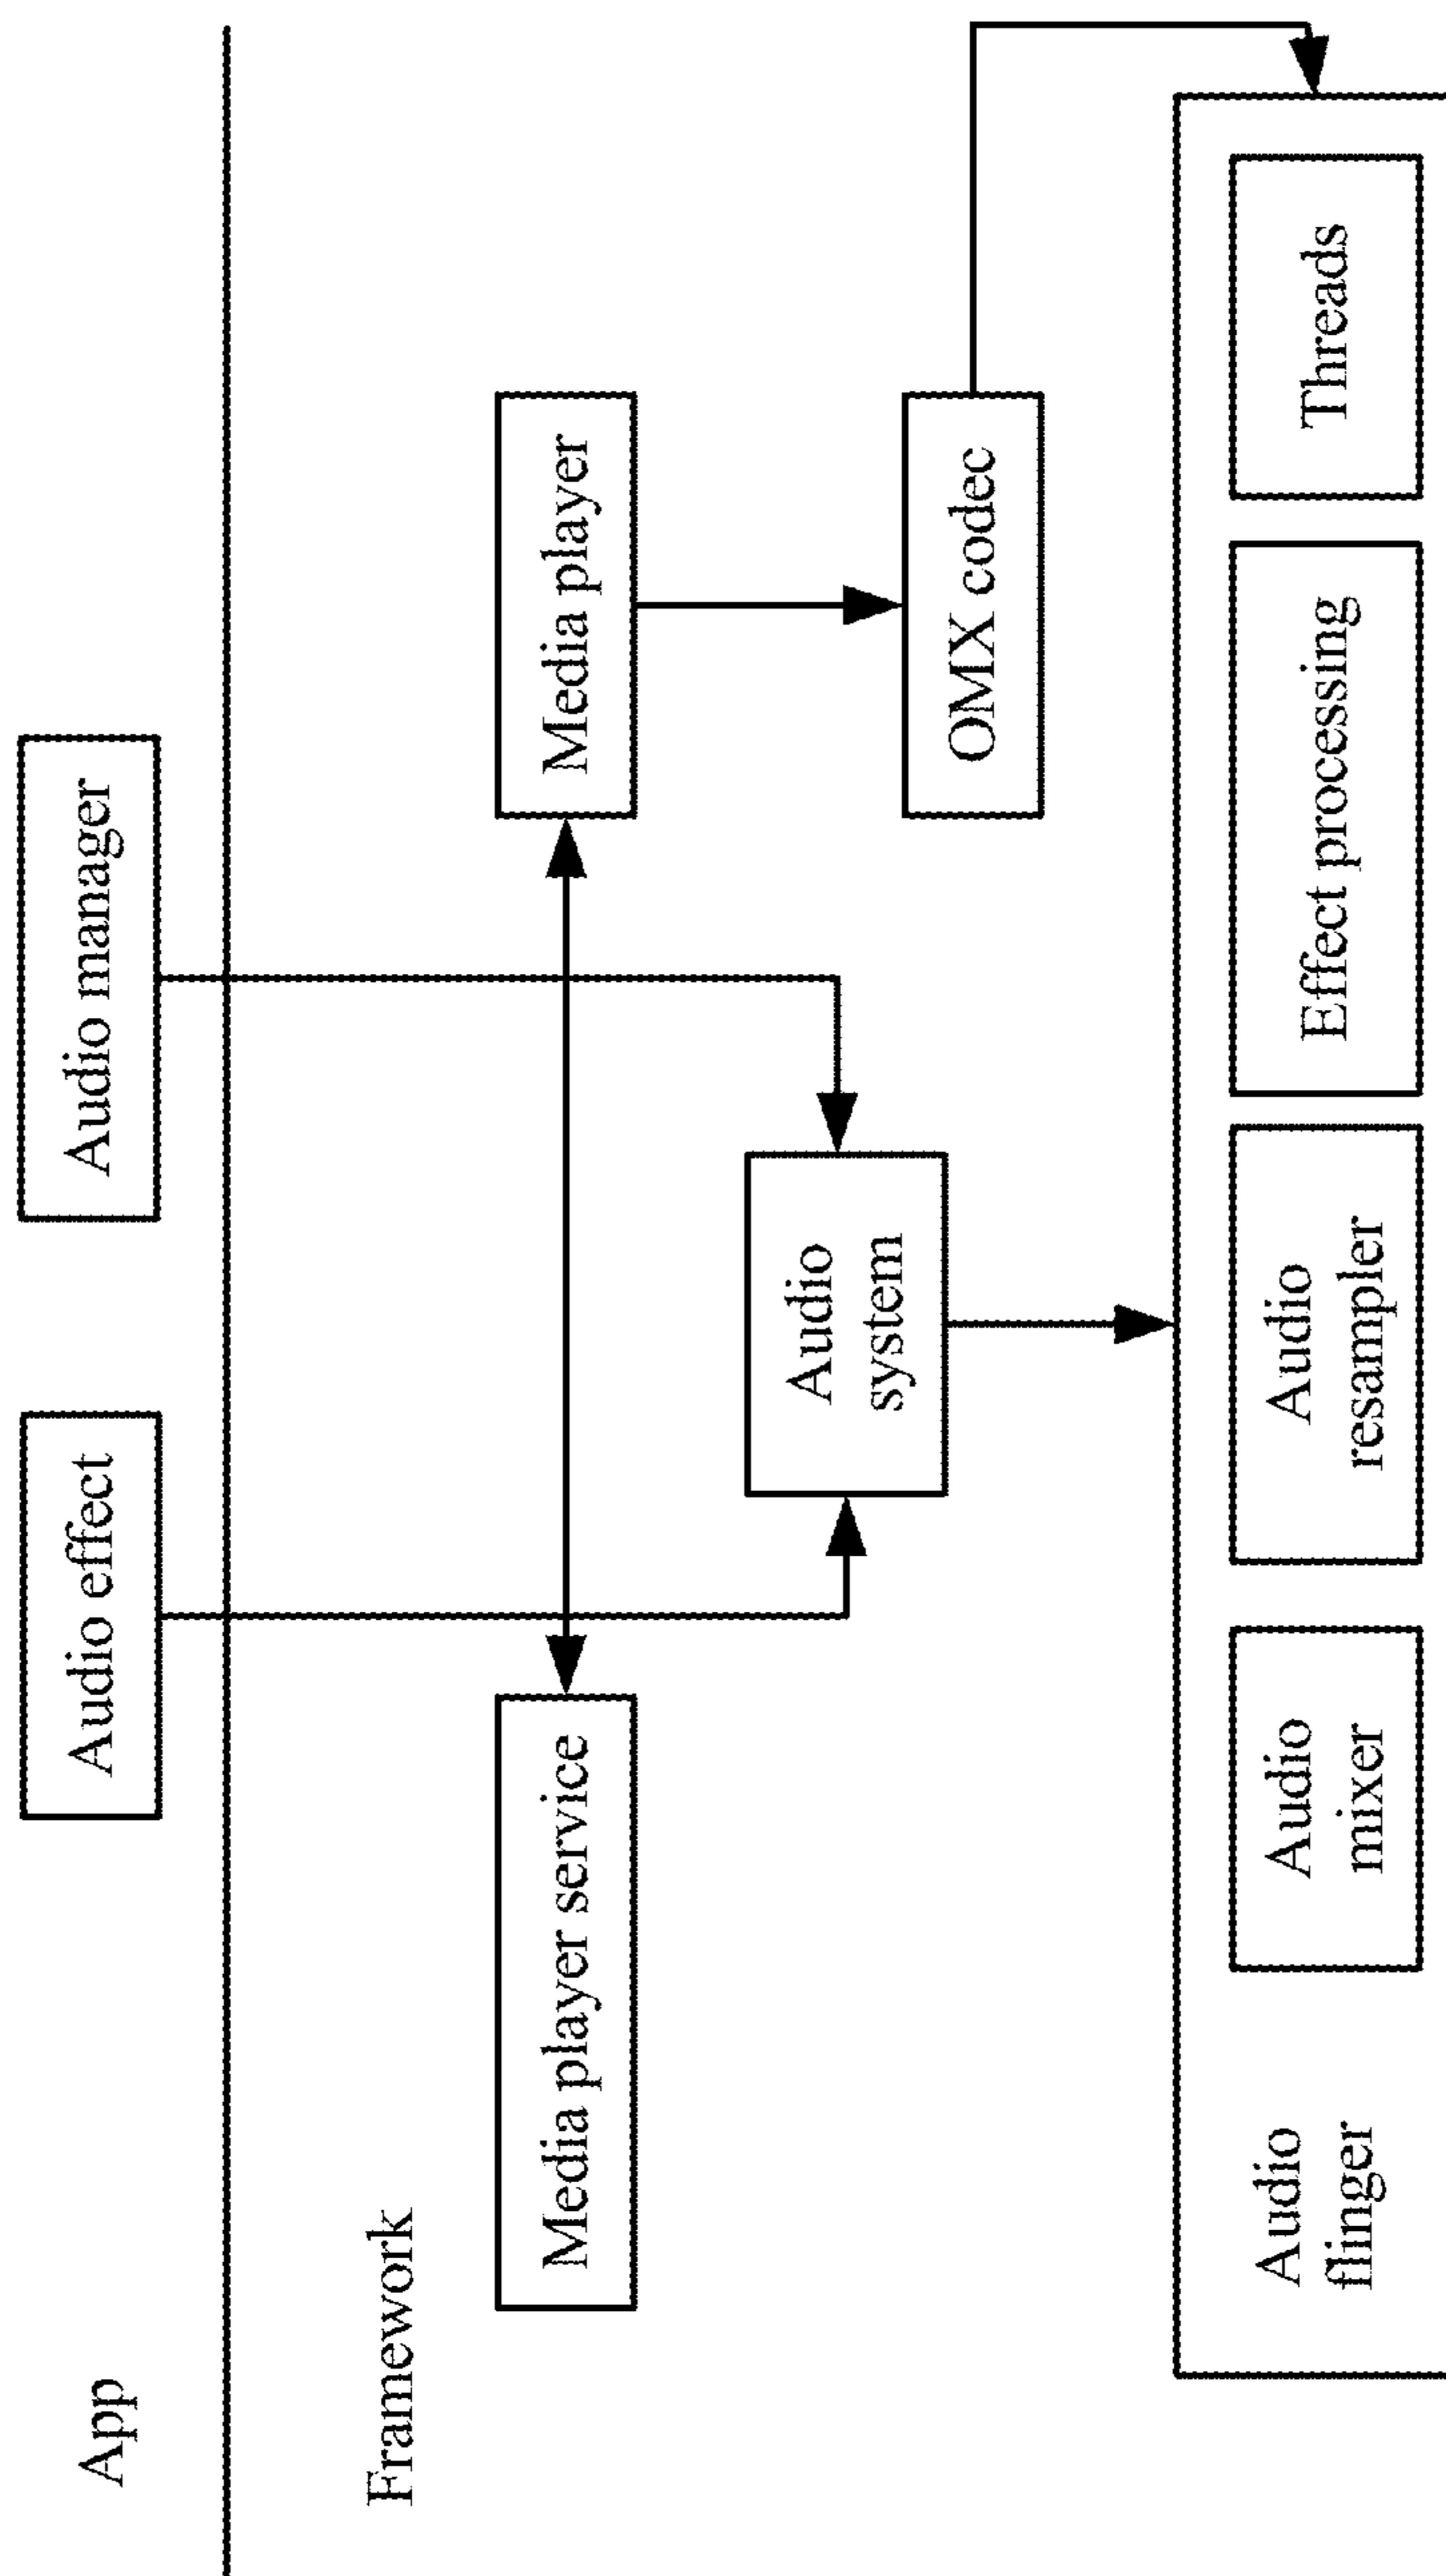 App
Audio effect
Audio manager
Framework
Media player service
Media player
Audio
system
OMX codec
Audio
flinger
Audio
mixer
Audio
resampler
Effect processing
Threads